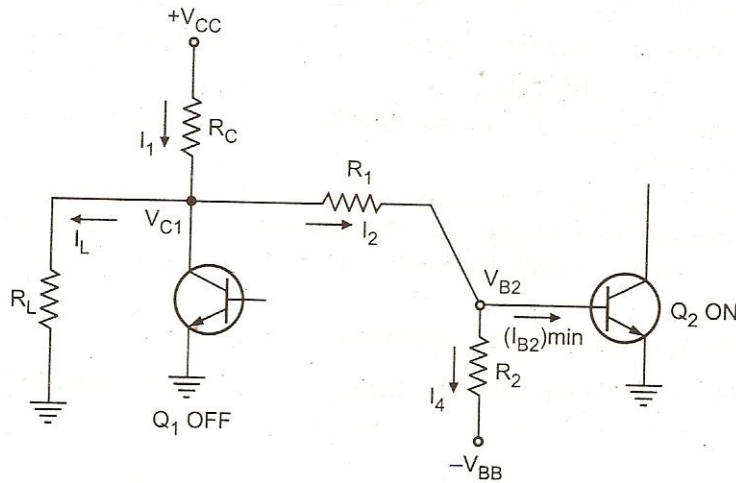 +V_CC
I_1
R_C
R_1
V_C1
I_L
I_2
R_L
V_B2
Q_2 ON
(I_B2)min
R_2
I_4
Q_1 OFF
–V_BB